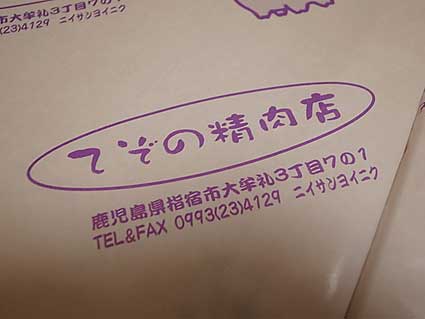 市大牟礼3丁目7の1
(23)4129 ニイサンヨイニク
てぞの精肉店
鹿児島県指宿市大牟礼3丁目7の1
TEL&FAX 0993(23)4129 ニイサンヨイニク